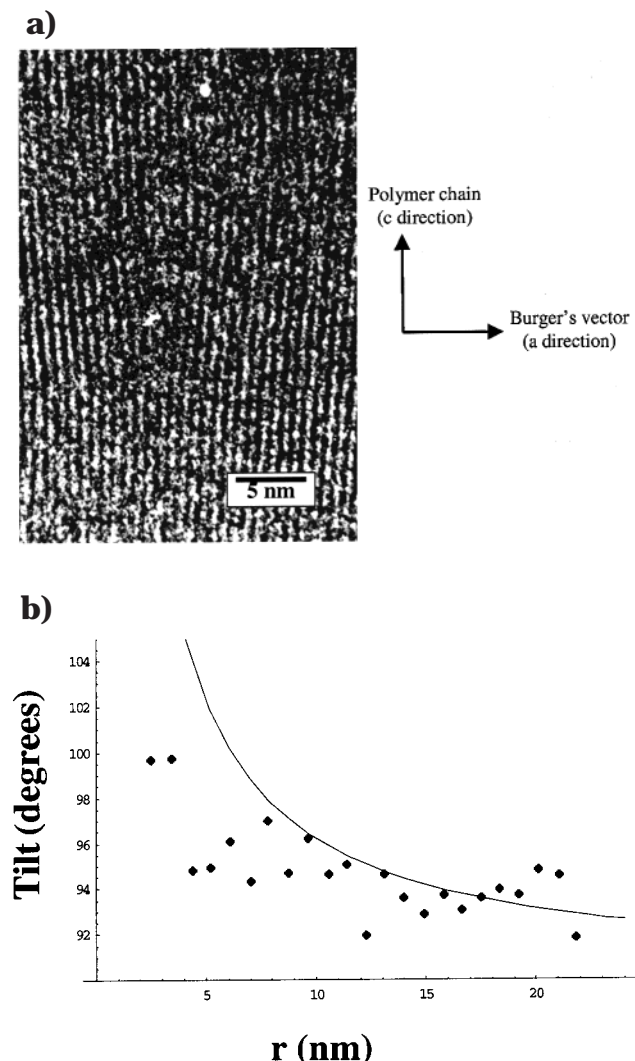 a)
Polymer chain
(c direction)
Burger's vector
(a direction)
5 nm
b)
104
102
100
98
96
94
92
Tilt (degrees)
5
10
15
20
r (nm)